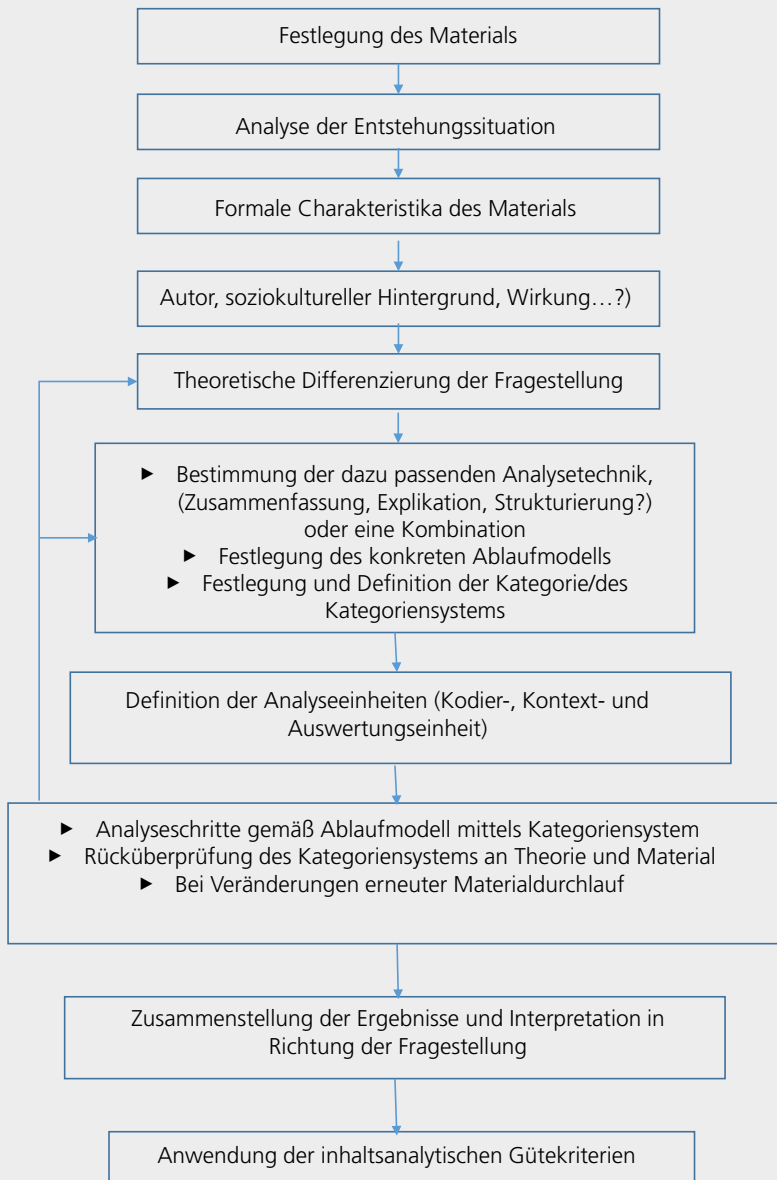 Festlegung des Materials
Analyse der Entstehungssituation
Formale Charakteristika des Materials
Autor, soziokultureller Hintergrund, Wirkung…?)
Theoretische Differenzierung der Fragestellung
► Bestimmung der dazu passenden Analysetechnik,
(Zusammenfassung, Explikation, Strukturierung?)
oder eine Kombination
► Festlegung des konkreten Ablaufmodells
► Festlegung und Definition der Kategorie/des
Kategoriensystems
Definition der Analyseeinheiten (Kodier-, Kontext- und
Auswertungseinheit)
► Analyseschritte gemäß Ablaufmodell mittels Kategoriensystem
► Rücküberprüfung des Kategoriensystems an Theorie und Material
► Bei Veränderungen erneuter Materialdurchlauf
Zusammenstellung der Ergebnisse und Interpretation in
Richtung der Fragestellung
Anwendung der inhaltsanalytischen Gütekriterien